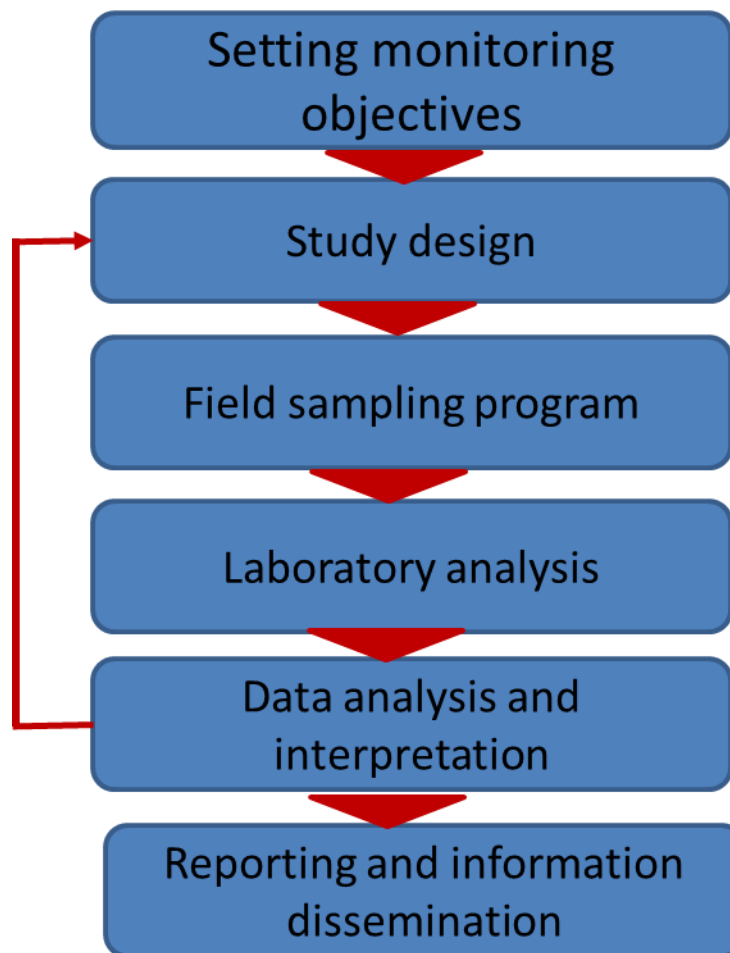 Setting monitoring
objectives
Study design
Field sampling program
Laboratory analysis
Data analysis and
interpretation
Reporting and information
dissemination